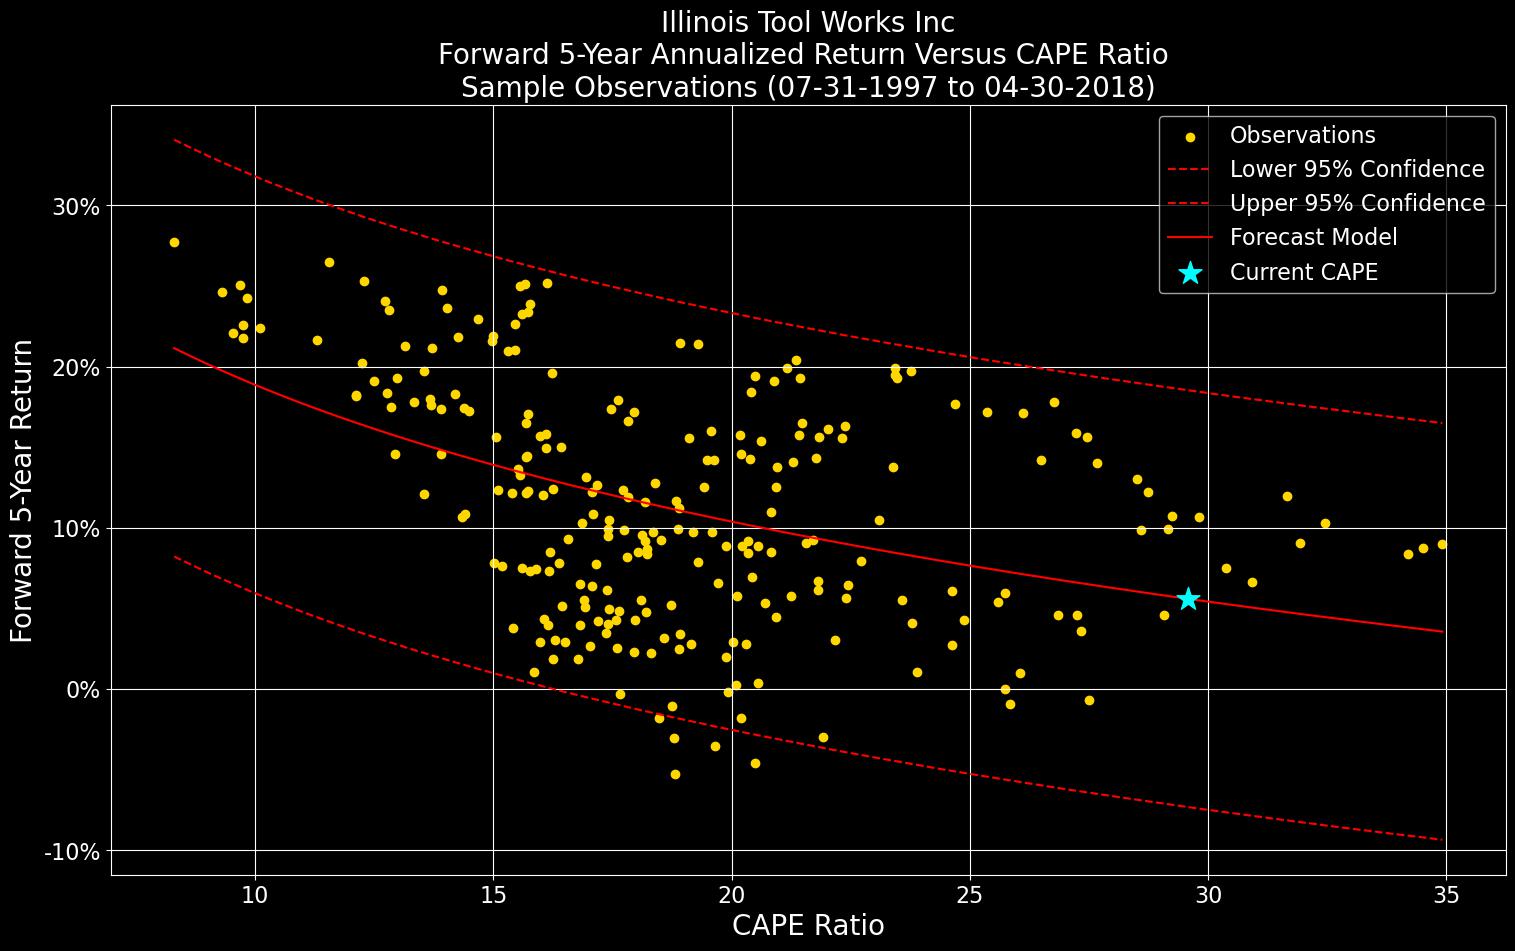 Illinois Tool Works Inc
Forward 5-Year Annualized Return Versus CAPE Ratio
Sample Observations (07-31-1997 to 04-30-2018)
Observations
Lower 95% Confidence
Upper 95% Confidence
Forecast Model
Current CAPE
Forward 5-Year Return
30%
20%
10%
0%
-10%
10 15 20 25 30 35
CAPE Ratio